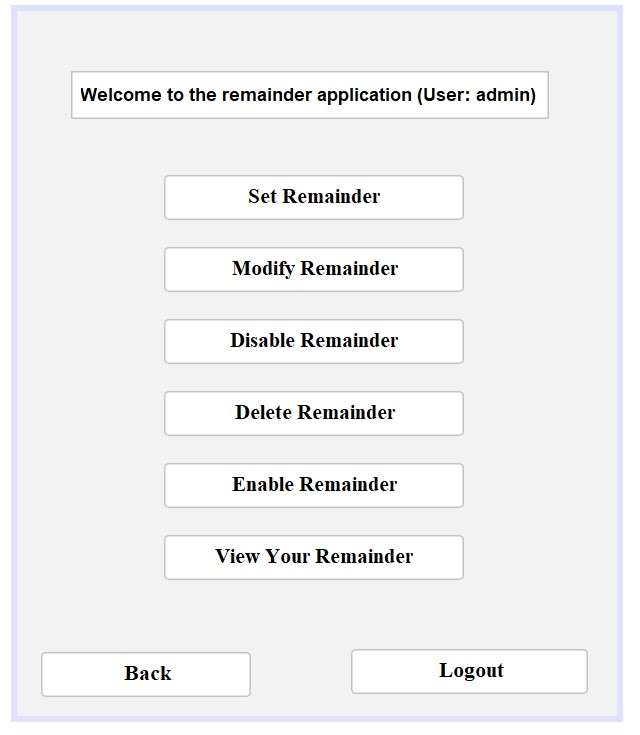 Welcome to the remainder application (User: admin)
Set Remainder
Modify Remainder
Disable Remainder
Delete Remainder
Enable Remainder
View Your Remainder
Back
Logout